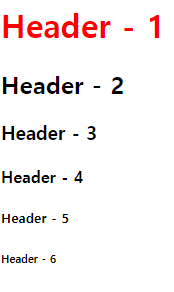 Header - 1
Header - 2
Header - 3
Header - 4
Header - 5
Header - 6